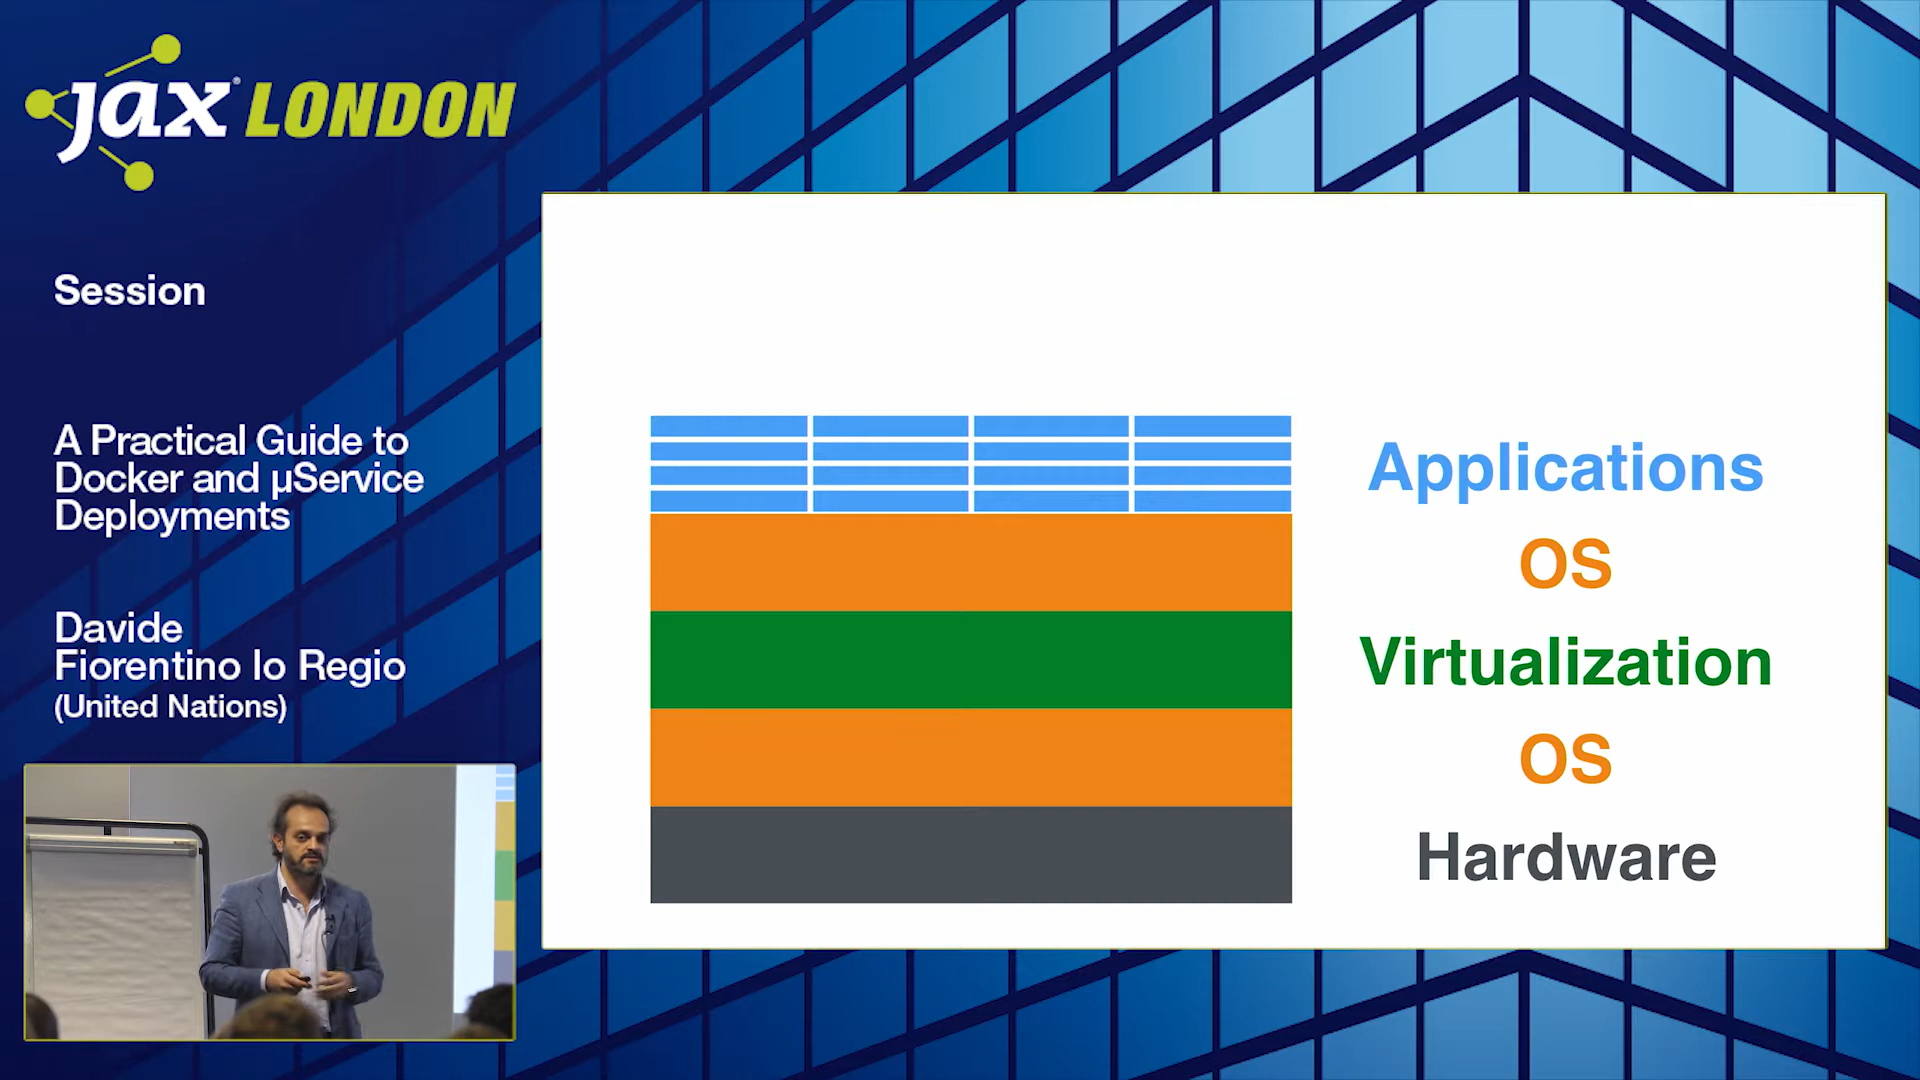 jax® LONDON
Session
A Practical Guide to
Docker and µService
Deployments
Davide
Fiorentino lo Regio
(United Nations)
Applications
OS
Virtualization
OS
Hardware